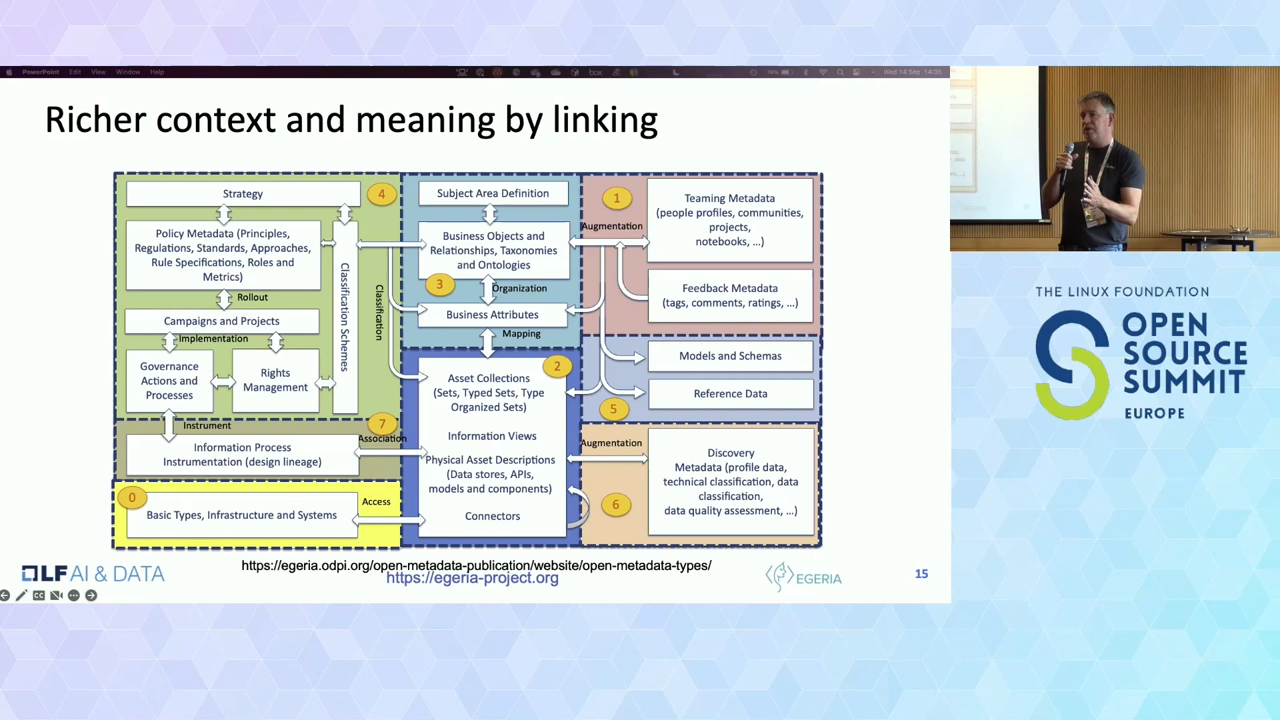 PowerPoint Edit View Window Help
box
14% Wed 14 Sep 14:35
Richer context and meaning by linking
Strategy
4
Policy Metadata (Principles,
Regulations, Standards, Approaches,
Rule Specifications, Roles and
Metrics)
Rollout
Campaigns and Projects
Implementation
Governance
Actions and
Processes
Rights
Management
Classification Schemes
Classification
Subject Area Definition
Business Objects and
Relationships, Taxonomies
and Ontologies
3
Organization
Business Attributes
Mapping
2
Asset Collections
(Sets, Typed Sets, Type
Organized Sets)
Information Views
Physical Asset Descriptions
(Data stores, APIs,
models and components)
Connectors
1
Augmentation
Teaming Metadata
(people profiles, communities,
projects,
notebooks, ...)
Feedback Metadata
(tags, comments, ratings, ...)
Models and Schemas
Reference Data
5
Augmentation
Discovery
Metadata (profile data,
technical classification, data
classification,
data quality assessment, ...)
6
Instrument
7
Association
Information Process
Instrumentation (design lineage)
0
Access
Basic Types, Infrastructure and Systems
https://egeria.odpi.org/open-metadata-publication/website/open-metadata-types/
https://egeria-project.org
LF AI & DATA
EGERIA
15
THE LINUX FOUNDATION
OPEN
SOURCE
SUMMIT
EUROPE